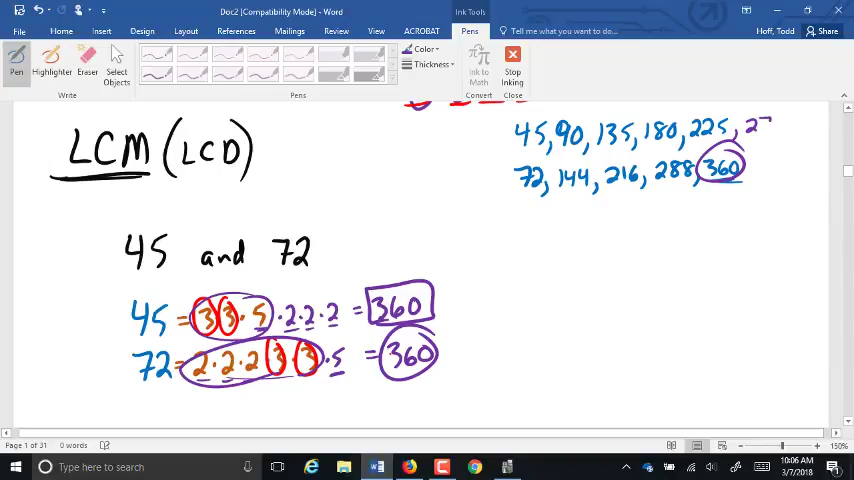 Doc2 [Compatibility Mode] - Word
Ink Tools
Hoff, Todd
Share
File Home Insert Design Layout References Mailings Review View ACROBAT Pens Tell me what you want to do...
Pen Highlighter Eraser Select Objects
Color
Thickness
Ink to Math
Stop Inking
Write Pens Convert Close
45, 90, 135, 180, 225, 27
72, 144, 216, 288, 360
LCM (LCD)
45 and 72
45 = 3 3 · 5 · 2 · 2 · 2 = 360
72 = 2 · 2 · 2 3 · 3 · 5 = 360
Page 1 of 31 0 words
150%
Type here to search
10:06 AM
3/7/2018
1